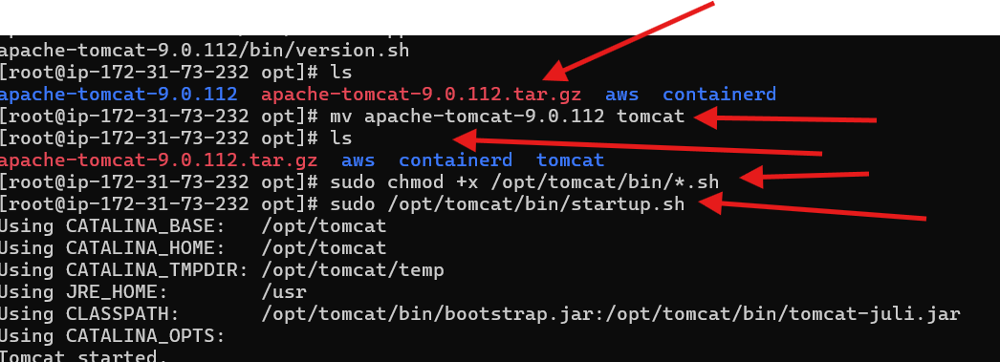 apache-tomcat-9.0.112/bin/version.sh
[root@ip-172-31-73-232 opt]# ls
apache-tomcat-9.0.112  apache-tomcat-9.0.112.tar.gz  aws  containerd
[root@ip-172-31-73-232 opt]# mv apache-tomcat-9.0.112 tomcat
[root@ip-172-31-73-232 opt]# ls
apache-tomcat-9.0.112.tar.gz  aws  containerd  tomcat
[root@ip-172-31-73-232 opt]# sudo chmod +x /opt/tomcat/bin/*.sh
[root@ip-172-31-73-232 opt]# sudo /opt/tomcat/bin/startup.sh
Using CATALINA_BASE:   /opt/tomcat
Using CATALINA_HOME:   /opt/tomcat
Using CATALINA_TMPDIR: /opt/tomcat/temp
Using JRE_HOME:        /usr
Using CLASSPATH:       /opt/tomcat/bin/bootstrap.jar:/opt/tomcat/bin/tomcat-juli.jar
Using CATALINA_OPTS:
Tomcat started.